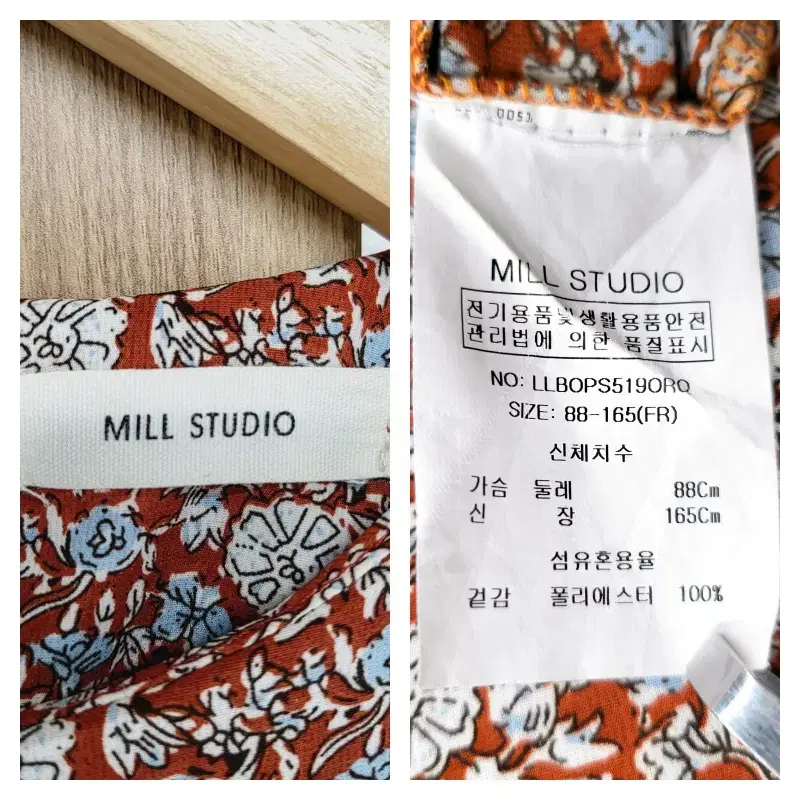 MILL STUDIO
0051
MILL STUDIO
전기용품및생활용품안전
관리법에 의한 품질표시
NO: LLBOPS519ORQ
SIZE: 88-165(FR)
신체치수
가슴 둘레 88Cm
신 장 165Cm
섬유혼용율
겉감 폴리에스터 100%